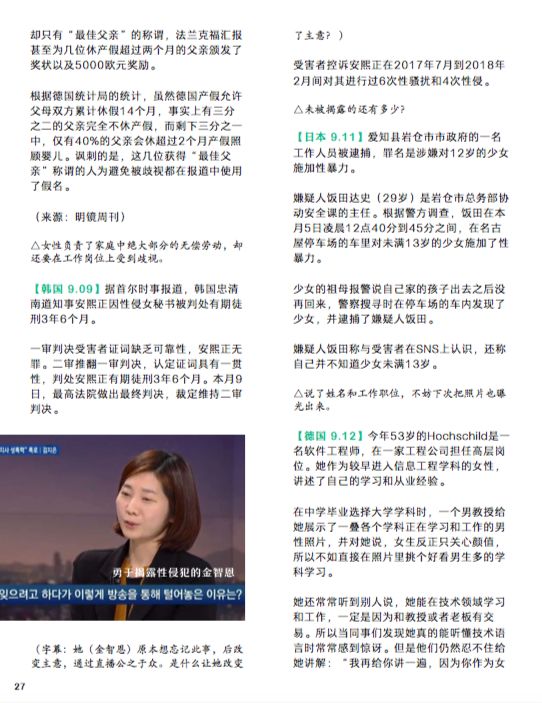 却只有“最佳父亲”的称谓，法兰克福汇报
甚至为几位休产假超过两个月的父亲颁发了
奖状以及5000欧元奖励。
根据德国统计局的统计，虽然德国产假允许
父母双方累计休假14个月，事实上有三分
之二的父亲完全不休产假，而剩下三分之一
中，仅有40%的父亲会休超过2个月产假照
顾婴儿。讽刺的是，这几位获得“最佳父
亲”称谓的人为避免被歧视都在报道中使用
了假名。
（来源：明镜周刊）
△女性负责了家庭中绝大部分的无偿劳动，却
还要在工作岗位上受到歧视。
【韩国 9.09】据首尔时事报道，韩国忠清
南道知事安熙正因性侵女秘书被判处有期徒
刑3年6个月。
一审判决受害者证词缺乏可靠性，安熙正无
罪。二审推翻一审判决，认定证词具有一贯
性，判处安熙正有期徒刑3年6个月。本月9
日，最高法院做出最终判决，裁定维持二审
判决。
지사 성폭력" 폭로 | 김지은
勇于揭露性侵犯的金智恩
잊으려고 하다가 이렇게 방송을 통해 털어놓은 이유는?
（字幕：她（金智恩）原本想忘记此事，后改
变主意，通过直播公之于众。是什么让她改变
27
了主意？）
受害者控诉安熙正在2017年7月到2018年
2月间对其进行过6次性骚扰和4次性侵。
△未被揭露的还有多少？
【日本 9.11】爱知县岩仓市市政府的一名
工作人员被逮捕，罪名是涉嫌对12岁的少女
施加性暴力。
嫌疑人饭田达史（29岁）是岩仓市总务部协
动安全课的主任。根据警方调查，饭田在本
月5日凌晨12点40分到45分之间，在名古
屋停车场的车里对未满13岁的少女施加了性
暴力。
少女的祖母报警说自己家的孩子出去之后没
再回来，警察搜寻时在停车场的车内发现了
少女，并逮捕了嫌疑人饭田。
嫌疑人饭田称与受害者在SNS上认识，还称
自己并不知道少女未满13岁。
△说了姓名和工作职位，不妨下次把照片也曝
光出来。
【德国 9.12】今年53岁的Hochschild是一
名软件工程师，在一家工程公司担任高层岗
位。她作为较早进入信息工程学科的女性，
讲述了自己的学习和从业经验。
在中学毕业选择大学学科时，一个男教授给
她展示了一叠各个学科正在学习和工作的男
性照片，并对她说，女生反正只关心颜值，
所以不如直接在照片里挑个好看男生多的学
科学习。
她还常常听到别人说，她能在技术领域学习
和工作，一定是因为和教授或者老板有交
易。所以当同事们发现她真的能听懂技术语
言时常常感到惊讶。但是他们仍然忍不住给
她讲解：“我再给你讲一遍，因为你作为女